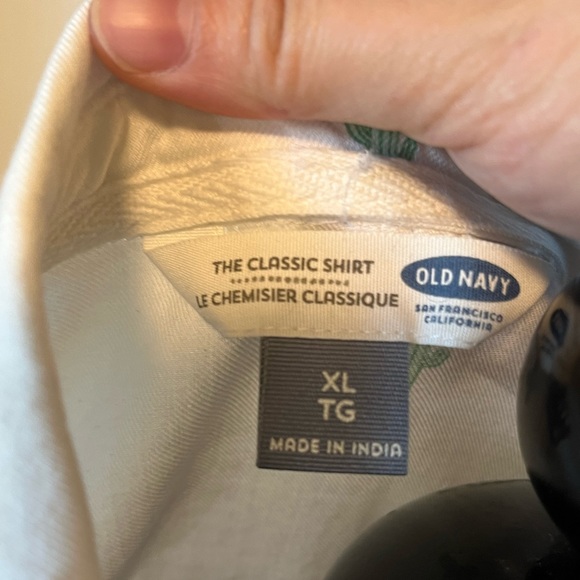 THE CLASSIC SHIRT
LE CHEMISIER CLASSIQUE
OLD NAVY
SAN FRANCISCO
CALIFORNIA
XL
TG
MADE IN INDIA